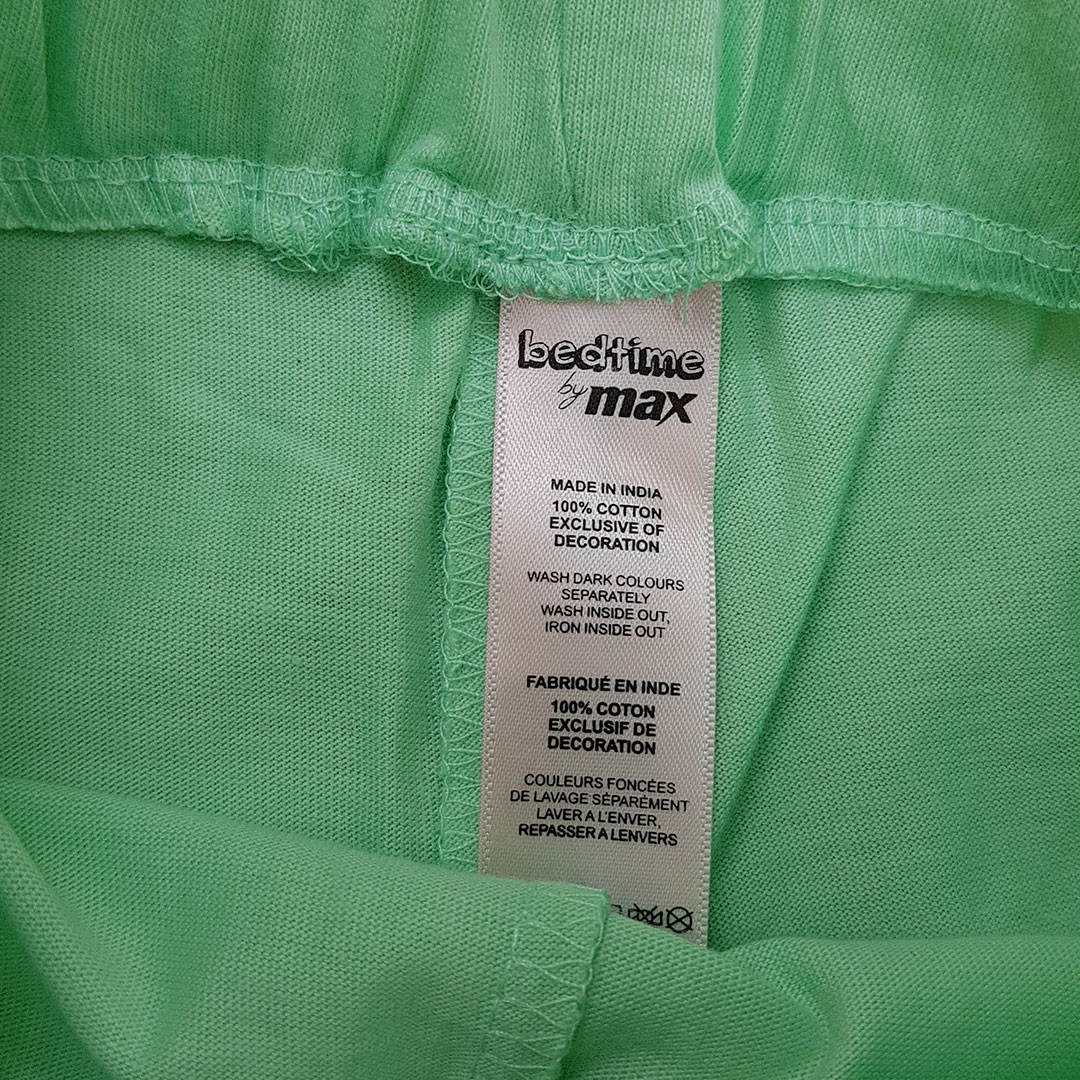 bedtime
by max
MADE IN INDIA
100% COTTON
EXCLUSIVE OF
DECORATION
WASH DARK COLOURS
SEPARATELY
WASH INSIDE OUT,
IRON INSIDE OUT
FABRIQUÉ EN INDE
100% COTON
EXCLUSIF DE
DECORATION
COULEURS FONCÉES
DE LAVAGE SÉPARÉMENT
LAVER A L'ENVER,
REPASSER A LENVERS